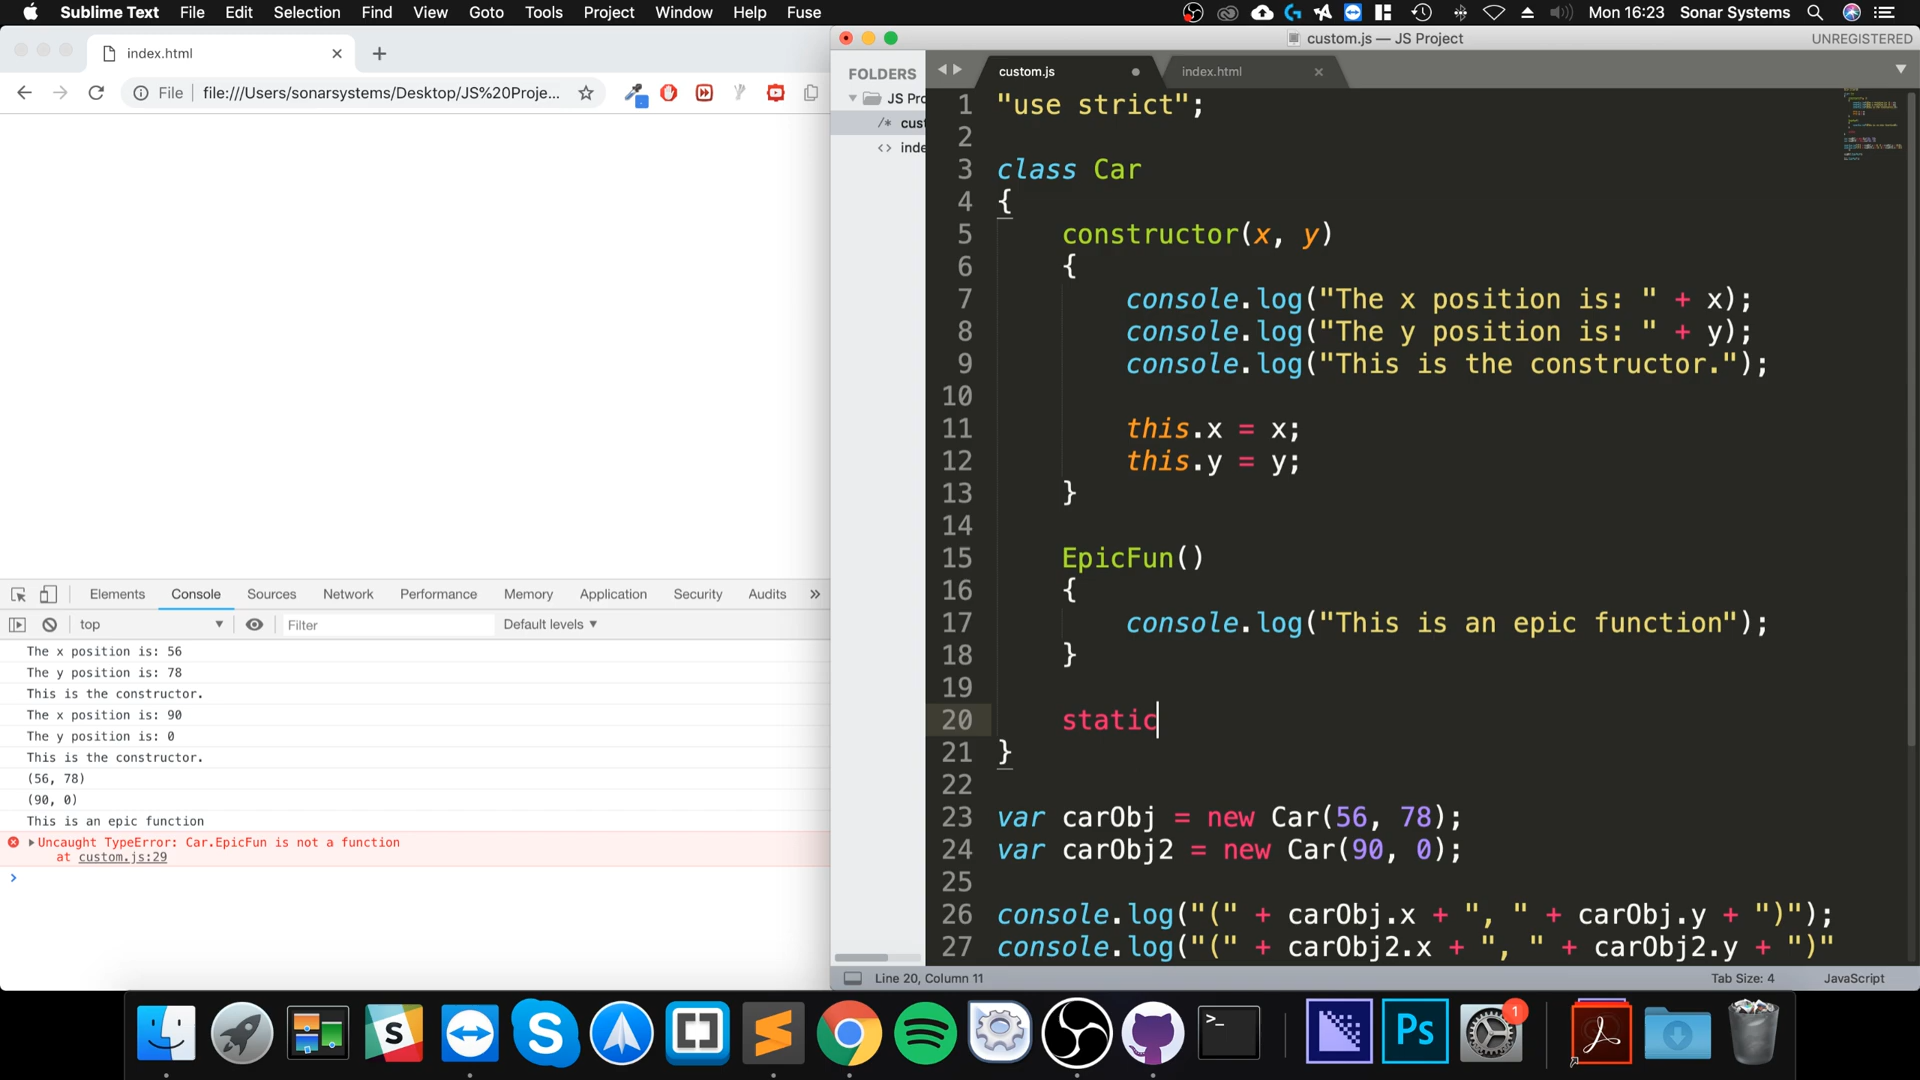 Sublime Text File Edit Selection Find View Goto Tools Project Window Help Fuse Mon 16:23 Sonar Systems
index.html
File file:///Users/sonarsystems/Desktop/JS%20Proje...
Elements Console Sources Network Performance Memory Application Security Audits »
top Filter Default levels
The x position is: 56
The y position is: 78
This is the constructor.
The x position is: 90
The y position is: 0
This is the constructor.
(56, 78)
(90, 0)
This is an epic function
Uncaught TypeError: Car.EpicFun is not a function
at custom.js:29
custom.js — JS Project UNREGISTERED
FOLDERS
JS Pr
/* cust
<> inde
custom.js index.html
1 "use strict";
2
3 class Car
4 {
5 constructor(x, y)
6 {
7 console.log("The x position is: " + x);
8 console.log("The y position is: " + y);
9 console.log("This is the constructor.");
10
11 this.x = x;
12 this.y = y;
13 }
14
15 EpicFun()
16 {
17 console.log("This is an epic function");
18 }
19
20 static
21 }
22
23 var carObj = new Car(56, 78);
24 var carObj2 = new Car(90, 0);
25
26 console.log("(" + carObj.x + ", " + carObj.y + ")");
27 console.log("(" + carObj2.x + ", " + carObj2.y + ")"
Line 20, Column 11 Tab Size: 4 JavaScript
S S Ps 1